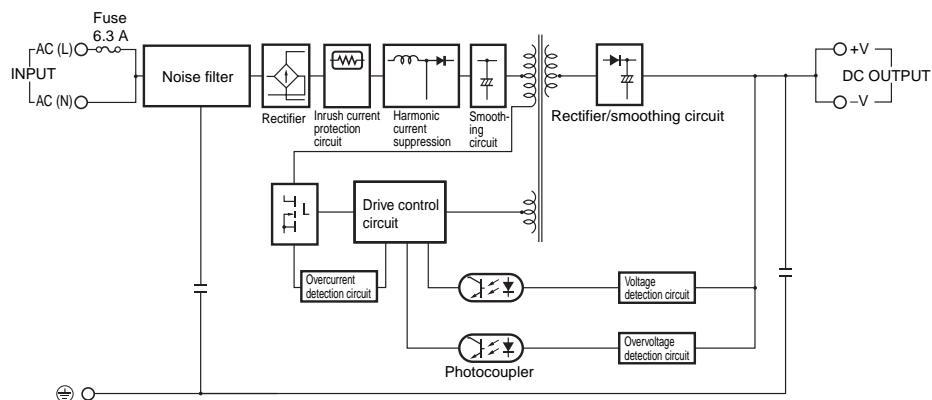 Fuse
6.3 A
AC (L)
INPUT
AC (N)
Noise filter
Rectifier
Inrush current
protection
circuit
Harmonic
current
suppression
Smooth-
ing
circuit
Rectifier/smoothing circuit
+V
DC OUTPUT
–V
Drive control
circuit
Overcurrent
detection circuit
Voltage
detection circuit
Overvoltage
detection circuit
Photocoupler